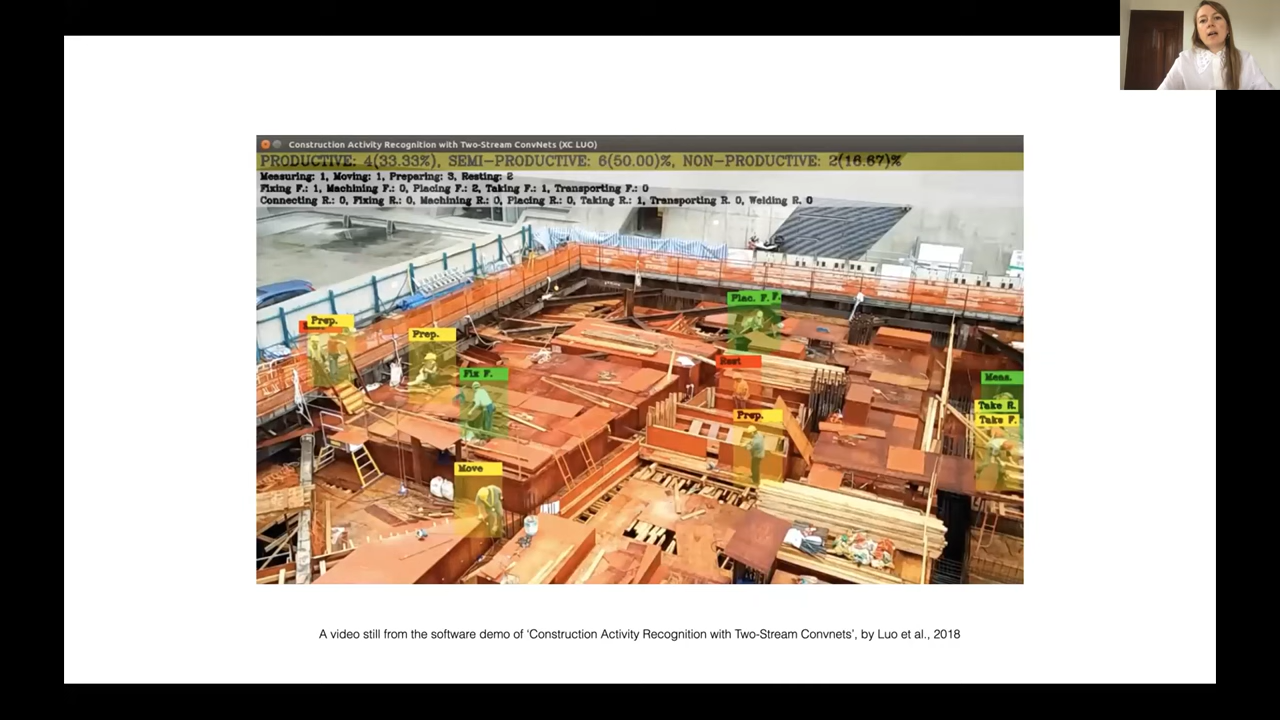 Construction Activity Recognition with Two-Stream ConvNets (XC LUO)
PRODUCTIVE: 4(33.33%), SEMI-PRODUCTIVE: 6(50.00)%, NON-PRODUCTIVE: 2(16.67)%
Measuring: 1, Moving: 1, Preparing: 3, Resting: 2
Fixing F.: 1, Machining F.: 0, Placing F.: 2, Taking F.: 1, Transporting F.: 0
Connecting R.: 0, Fixing R.: 0, Machining R.: 0, Placing R.: 0, Taking R.: 1, Transporting R. 0, Welding R. 0
Plac. F. F.
Prep.
Prep.
Rest
Fix F.
Meas.
Take R.
Prep.
Take F.
Move
A video still from the software demo of ‘Construction Activity Recognition with Two-Stream Convnets’, by Luo et al., 2018